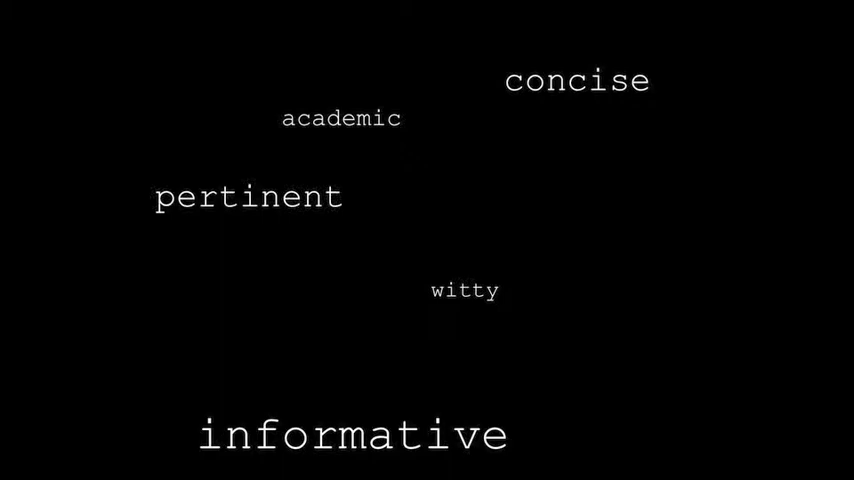 concise
academic
pertinent
witty
informative